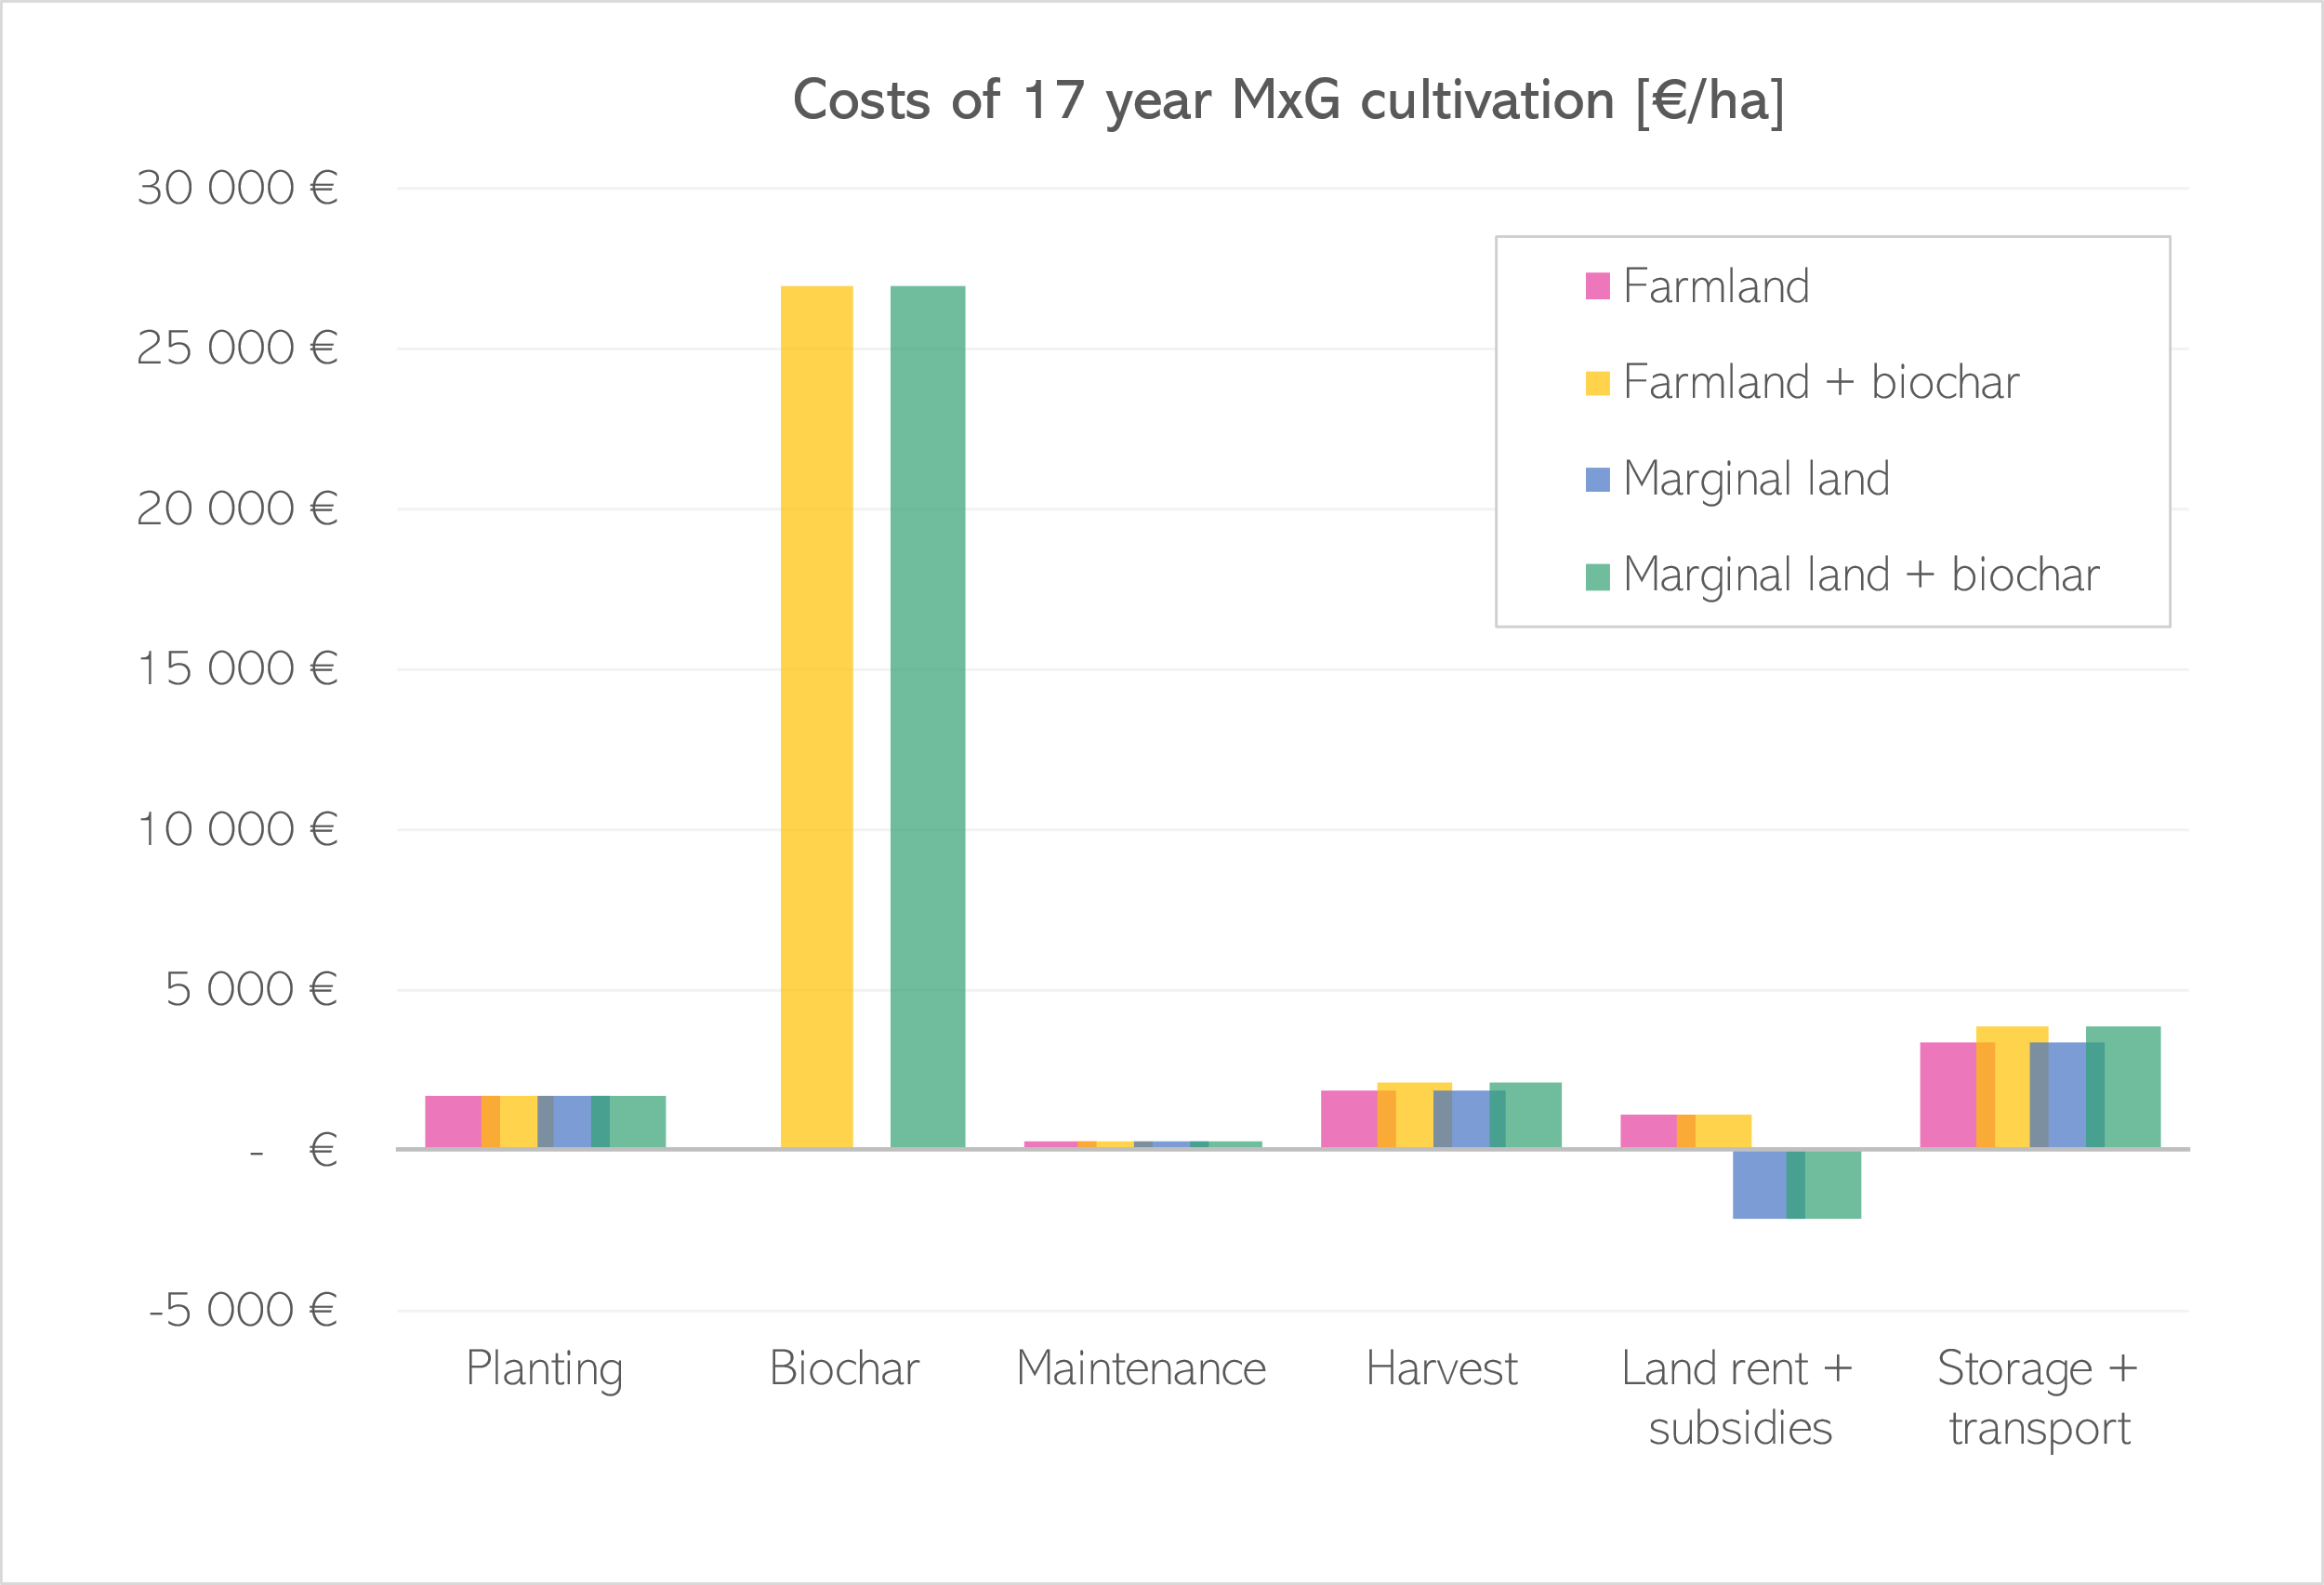 Costs of 17 year MxG cultivation [€/ha]
30 000 €
25 000 €
20 000 €
15 000 €
10 000 €
5 000 €
- €
-5 000 €
Farmland
Farmland + biochar
Marginal land
Marginal land + biochar
Planting
Biochar
Maintenance
Harvest
Land rent +
subsidies
Storage +
transport